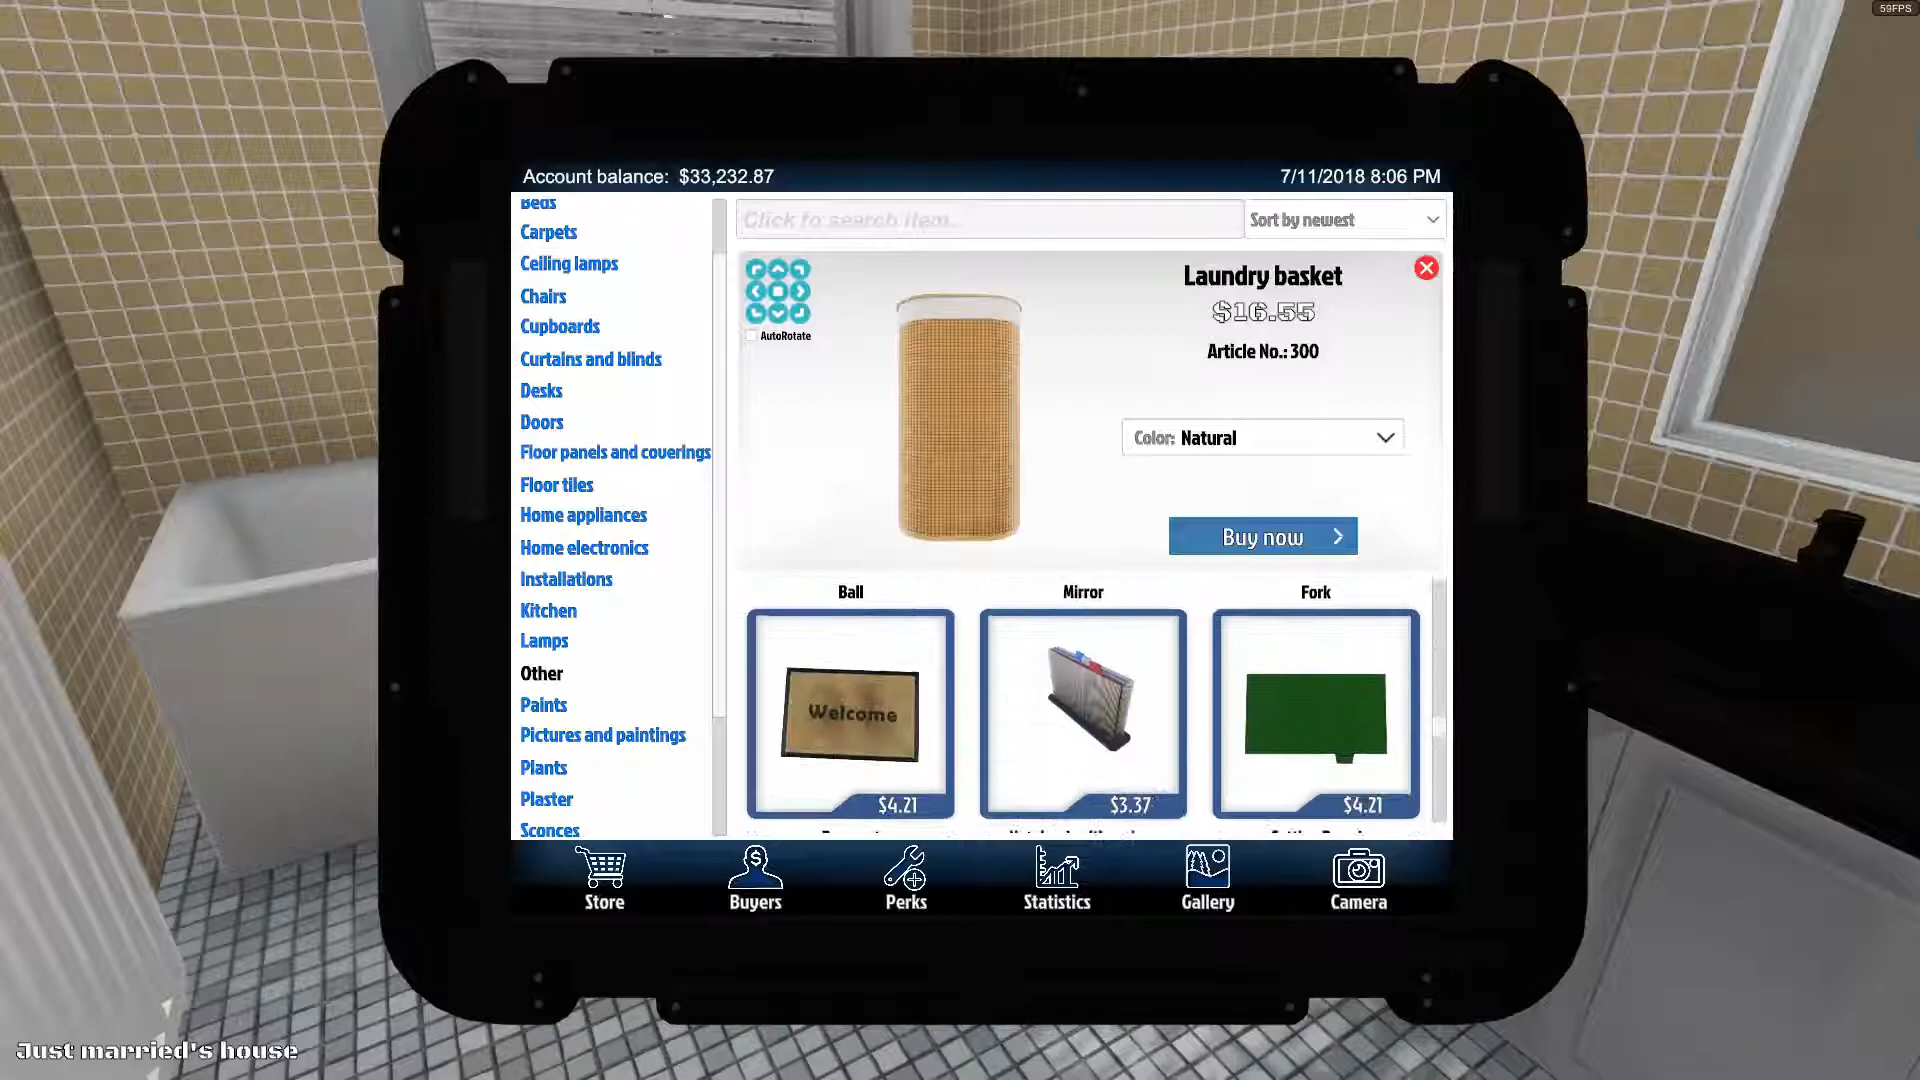 59FPS
Account balance: $33,232.87
7/11/2018 8:06 PM
Beds
Carpets
Ceiling lamps
Chairs
Cupboards
Curtains and blinds
Desks
Doors
Floor panels and coverings
Floor tiles
Home appliances
Home electronics
Installations
Kitchen
Lamps
Other
Paints
Pictures and paintings
Plants
Plaster
Sconces
Click to search item...
Sort by newest
AutoRotate
Laundry basket
$16.55
Article No.: 300
Color: Natural
Buy now
Ball
Mirror
Fork
Welcome
$4.21
$3.37
$4.21
Store
Buyers
Perks
Statistics
Gallery
Camera
Just married's house